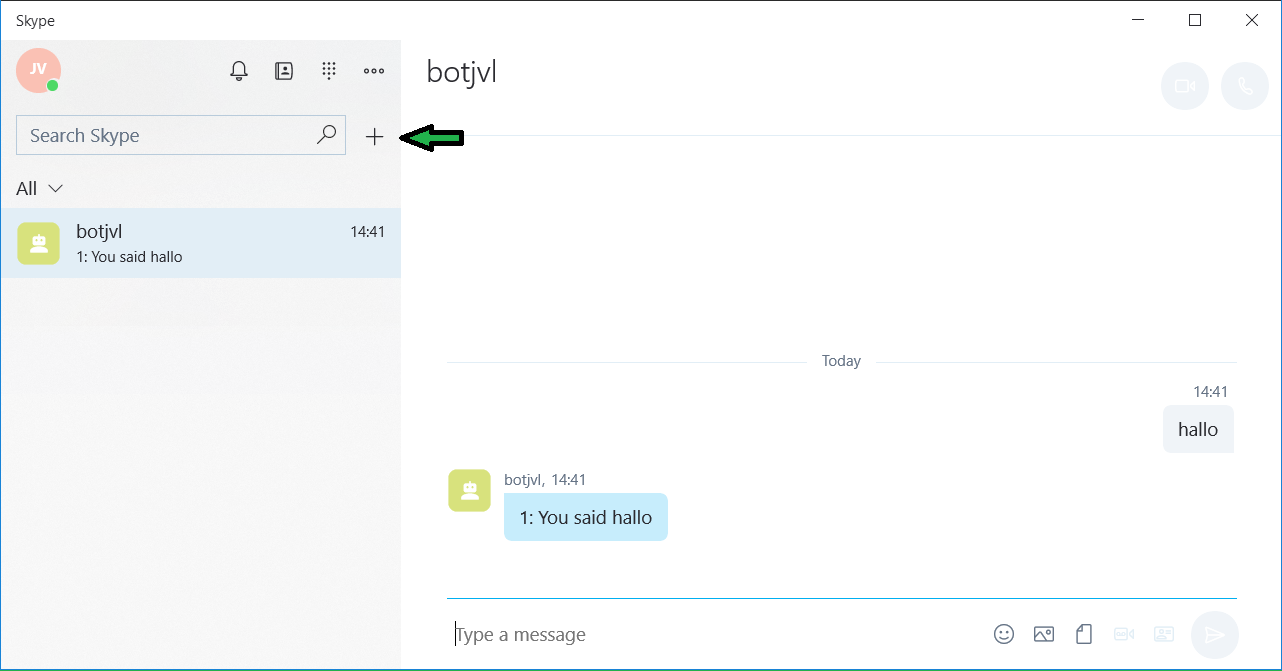 Skype
JV
Search Skype
All
botjvl
14:41
1: You said hallo
botjvl
Today
14:41
hallo
botjvl, 14:41
1: You said hallo
Type a message